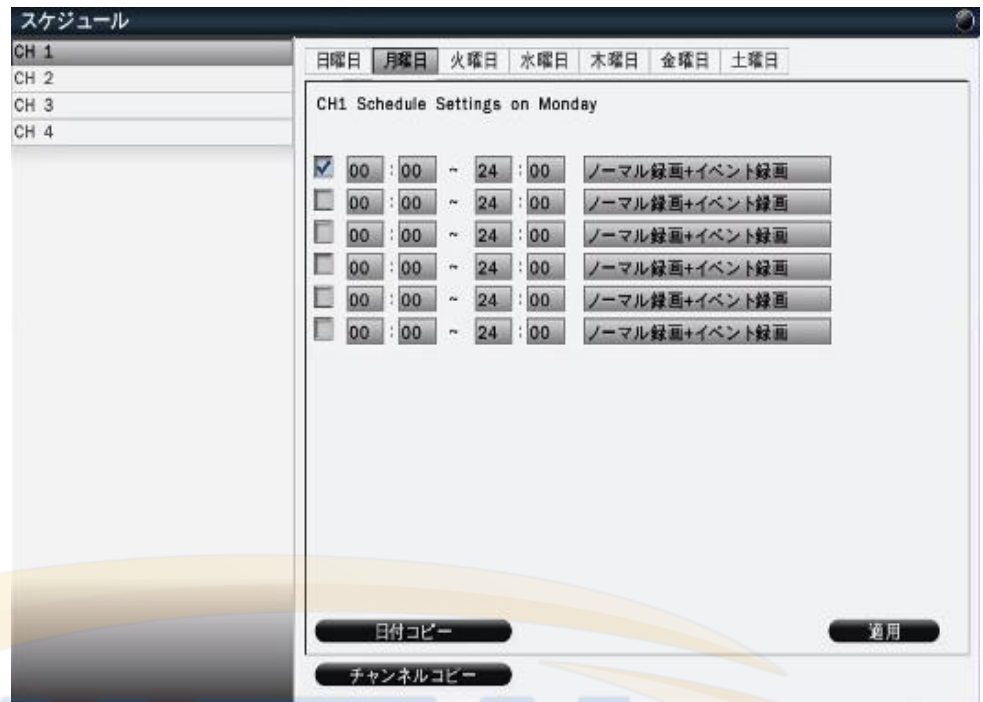 スケジュール
CH 1
CH 2
CH 3
CH 4
日曜日 月曜日 火曜日 水曜日 木曜日 金曜日 土曜日
CH1 Schedule Settings on Monday
00 : 00 ~ 24 : 00 ノーマル録画+イベント録画
00 : 00 ~ 24 : 00 ノーマル録画+イベント録画
00 : 00 ~ 24 : 00 ノーマル録画+イベント録画
00 : 00 ~ 24 : 00 ノーマル録画+イベント録画
00 : 00 ~ 24 : 00 ノーマル録画+イベント録画
00 : 00 ~ 24 : 00 ノーマル録画+イベント録画
日付コピー 適用
チャンネルコピー